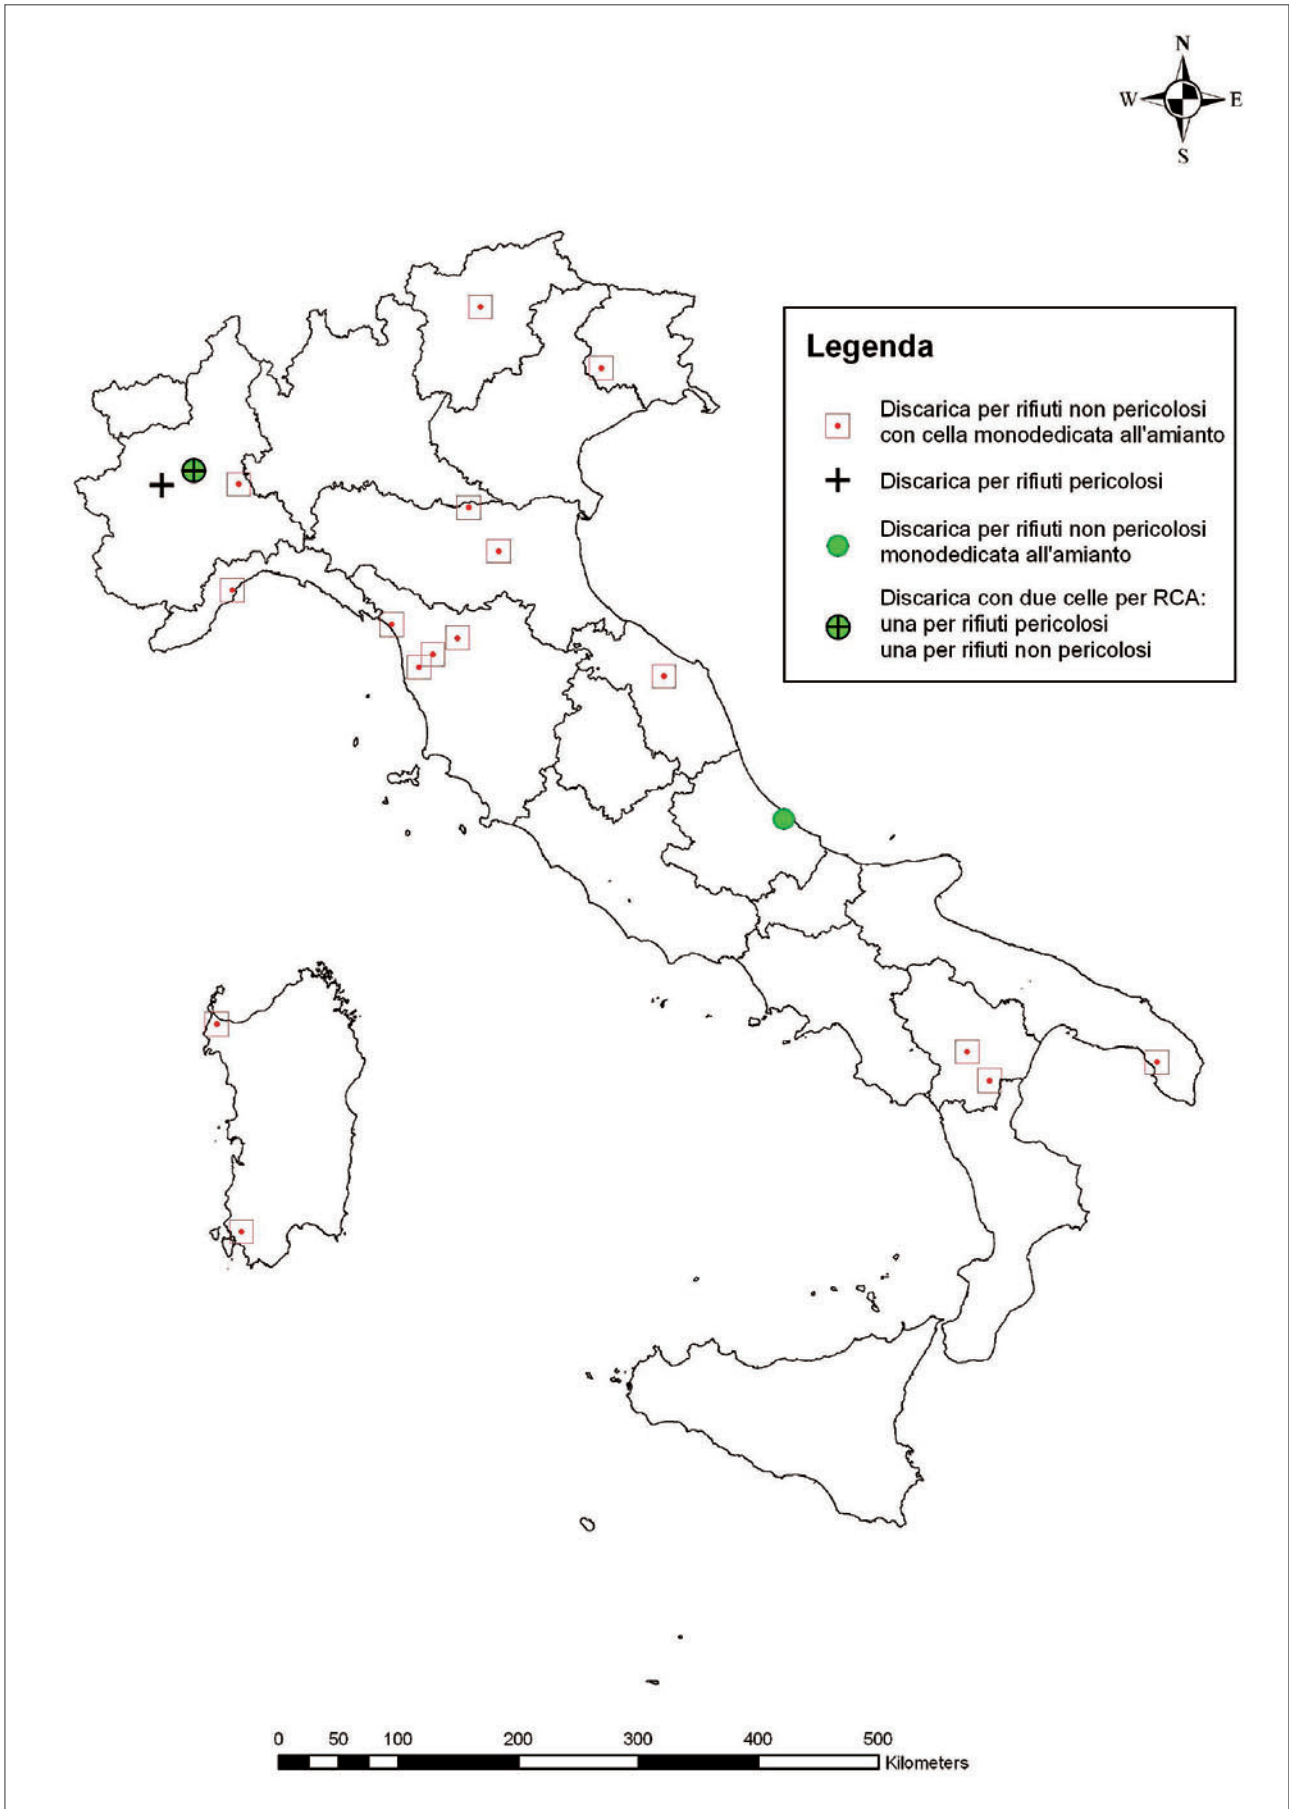 N
W E
S
Legenda
Discarica per rifiuti non pericolosi
con cella monodedicata all'amianto
Discarica per rifiuti pericolosi
Discarica per rifiuti non pericolosi
monodedicata all'amianto
Discarica con due celle per RCA:
una per rifiuti pericolosi
una per rifiuti non pericolosi
0 50 100 200 300 400 500
Kilometers